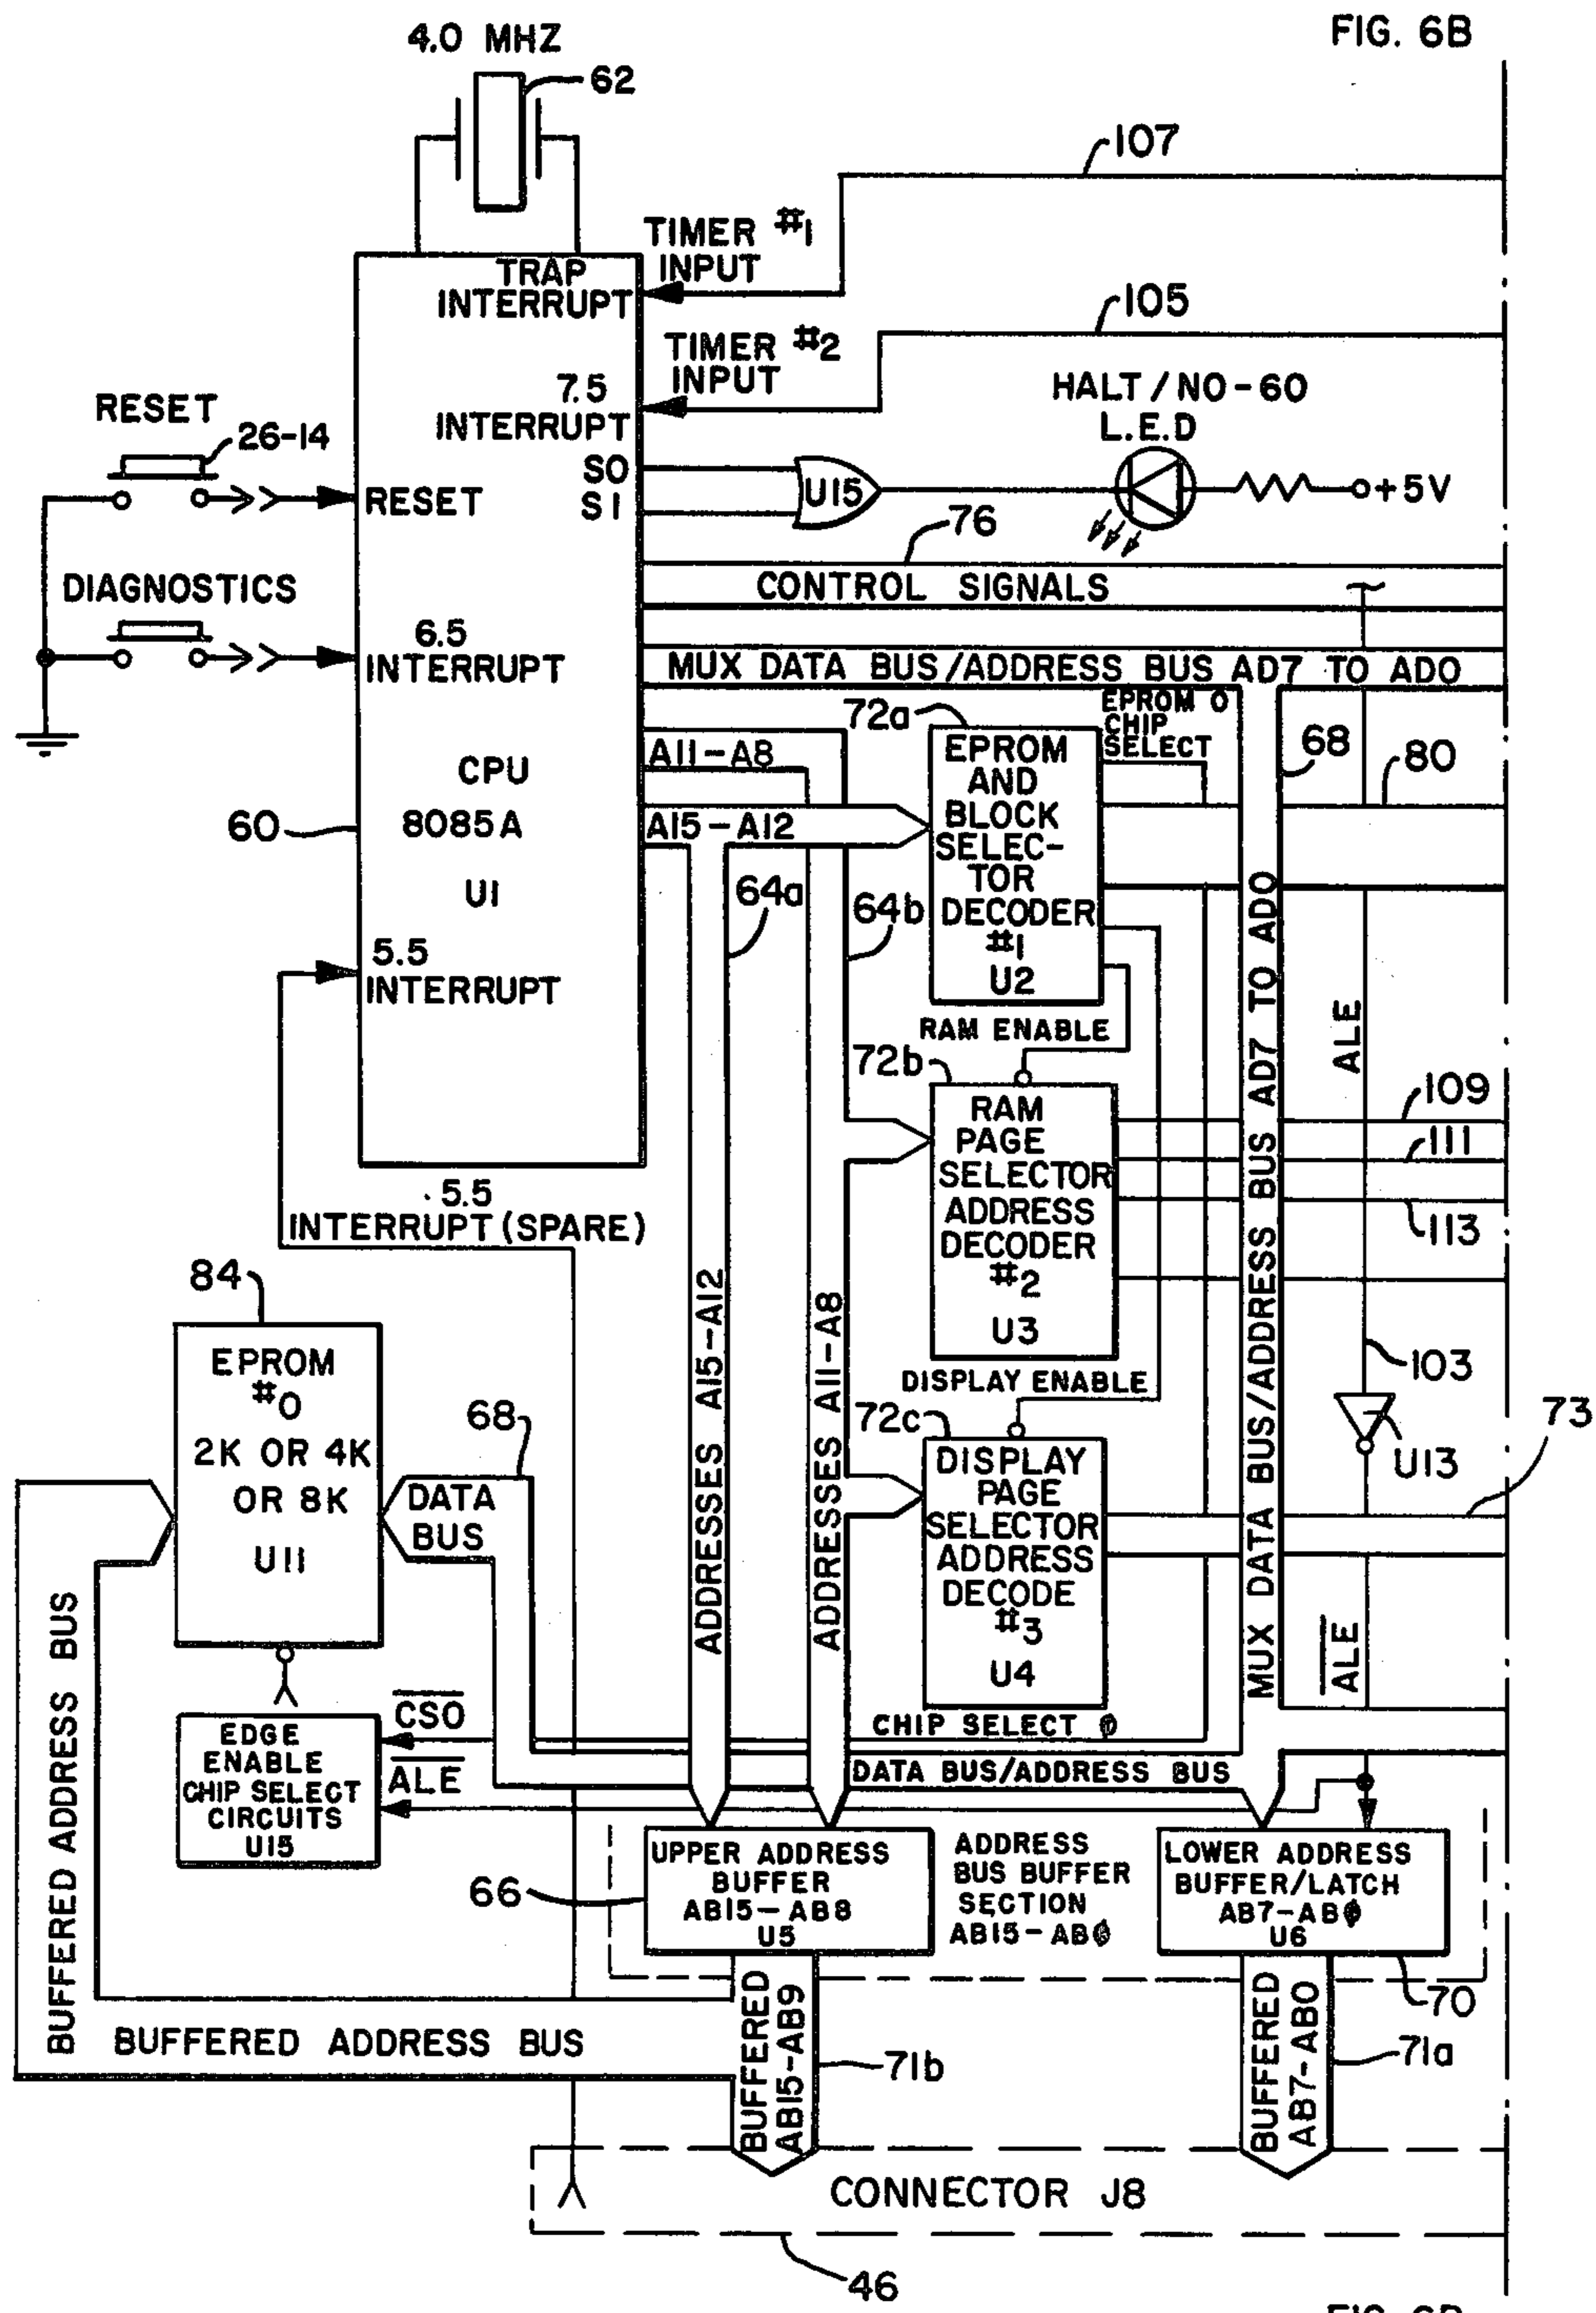 FIG. 6B
4.0 MHZ
62
107
TIMER #1
INPUT
TRAP
INTERRUPT
105
TIMER #2
INPUT
7.5
INTERRUPT
HALT/NO-60
L.E.D
RESET
26-14
RESET
S0
S1
U15
+5V
76
CONTROL SIGNALS
DIAGNOSTICS
6.5
INTERRUPT
MUX DATA BUS/ADDRESS BUS AD7 TO AD0
EPROM 0
CHIP
SELECT
72a
68
80
A11-A8
A15-A12
CPU
8085A
U1
60
EPROM
AND
BLOCK
SELEC-
TOR
DECODER
#1
U2
64a
64b
5.5
INTERRUPT
ALE
RAM ENABLE
72b
RAM
PAGE
SELECTOR
ADDRESS
DECODER
#2
U3
109
111
113
5.5
INTERRUPT (SPARE)
84
EPROM
#0
2K OR 4K
OR 8K
U11
68
DATA
BUS
ADDRESSES A15-A12
ADDRESSES A11-A8
MUX DATA BUS/ADDRESS BUS AD7 TO AD0
DISPLAY ENABLE
72c
103
U13
73
DISPLAY
PAGE
SELECTOR
ADDRESS
DECODE
#3
U4
ALE
BUFFERED ADDRESS BUS
CSO
ALE
EDGE
ENABLE
CHIP SELECT
CIRCUITS
U15
CHIP SELECT 0
DATA BUS/ADDRESS BUS
UPPER ADDRESS
BUFFER
AB15-AB8
U5
66
ADDRESS
BUS BUFFER
SECTION
AB15-AB0
LOWER ADDRESS
BUFFER/LATCH
AB7-AB0
U6
70
BUFFERED ADDRESS BUS
BUFFERED
AB15-AB9
71b
BUFFERED
AB7-AB0
71a
CONNECTOR J8
46